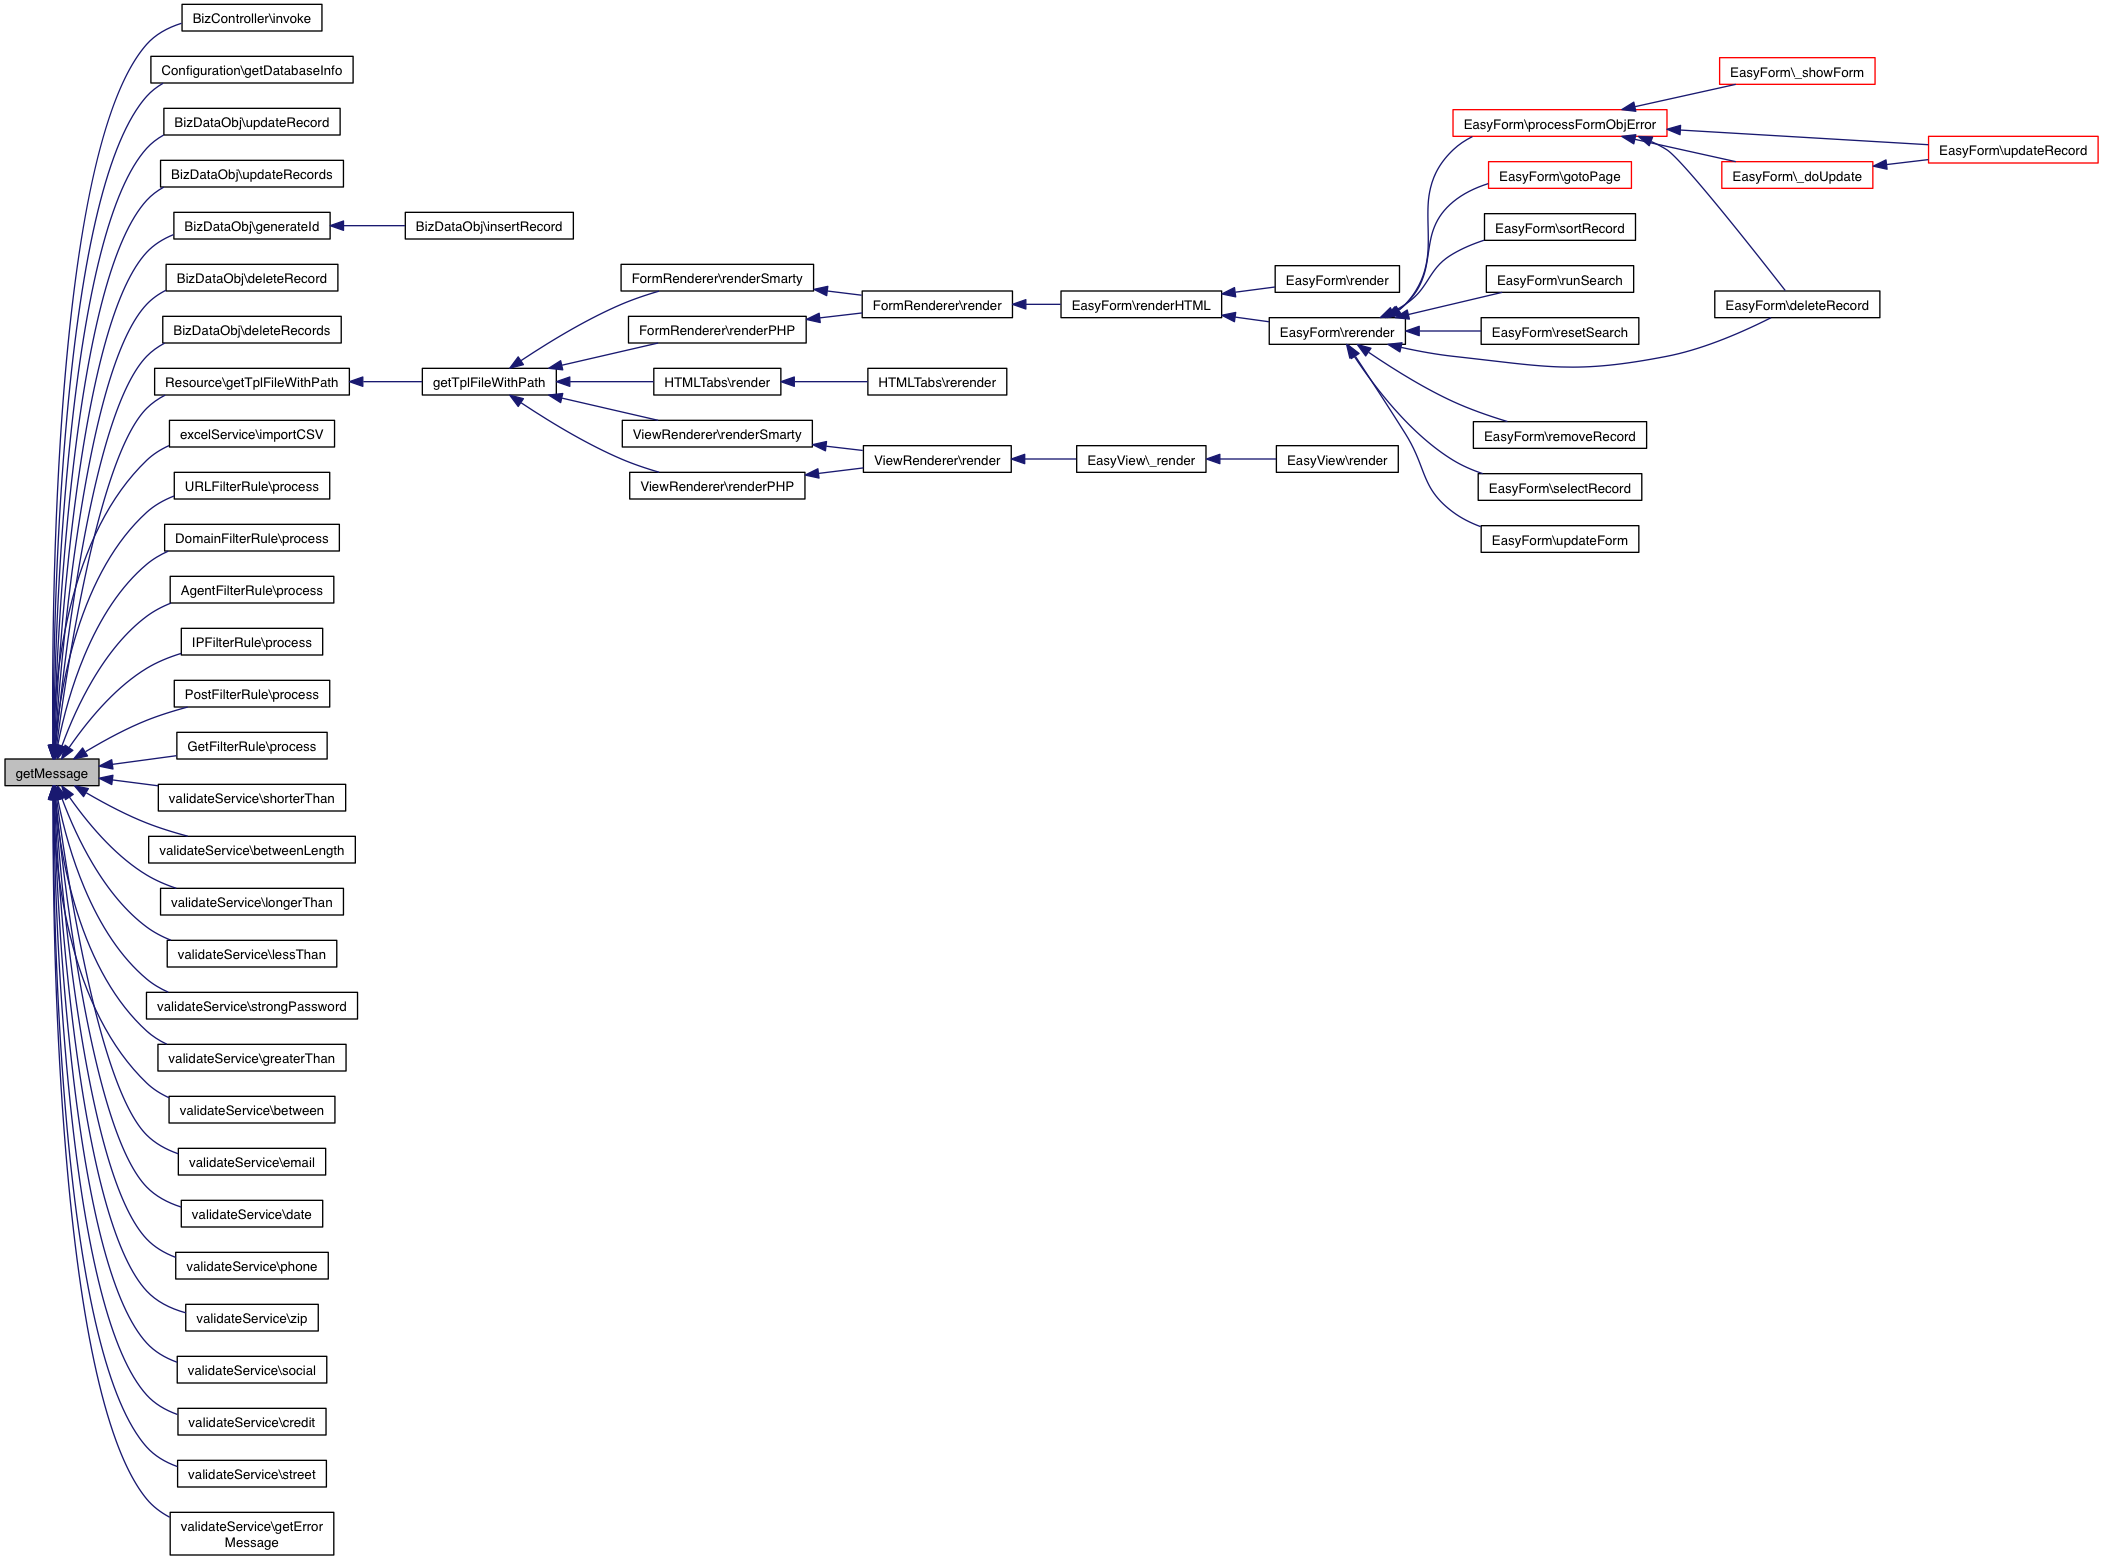 BizController\invoke
Configuration\getDatabaseInfo
BizDataObj\updateRecord
BizDataObj\updateRecords
BizDataObj\generateId
BizDataObj\deleteRecord
BizDataObj\deleteRecords
Resource\getTplFileWithPath
excelService\importCSV
URLFilterRule\process
DomainFilterRule\process
AgentFilterRule\process
IPFilterRule\process
PostFilterRule\process
GetFilterRule\process
getMessage
validateService\shorterThan
validateService\betweenLength
validateService\longerThan
validateService\lessThan
validateService\strongPassword
validateService\greaterThan
validateService\between
validateService\email
validateService\date
validateService\phone
validateService\zip
validateService\social
validateService\credit
validateService\street
validateService\getError
Message
BizDataObj\insertRecord
getTplFileWithPath
FormRenderer\renderSmarty
FormRenderer\renderPHP
HTMLTabs\render
ViewRenderer\renderSmarty
ViewRenderer\renderPHP
FormRenderer\render
HTMLTabs\rerender
ViewRenderer\render
EasyForm\renderHTML
EasyView\_render
EasyForm\render
EasyForm\rerender
EasyView\render
EasyForm\processFormObjError
EasyForm\gotoPage
EasyForm\sortRecord
EasyForm\runSearch
EasyForm\resetSearch
EasyForm\removeRecord
EasyForm\selectRecord
EasyForm\updateForm
EasyForm\_showForm
EasyForm\_doUpdate
EasyForm\deleteRecord
EasyForm\updateRecord